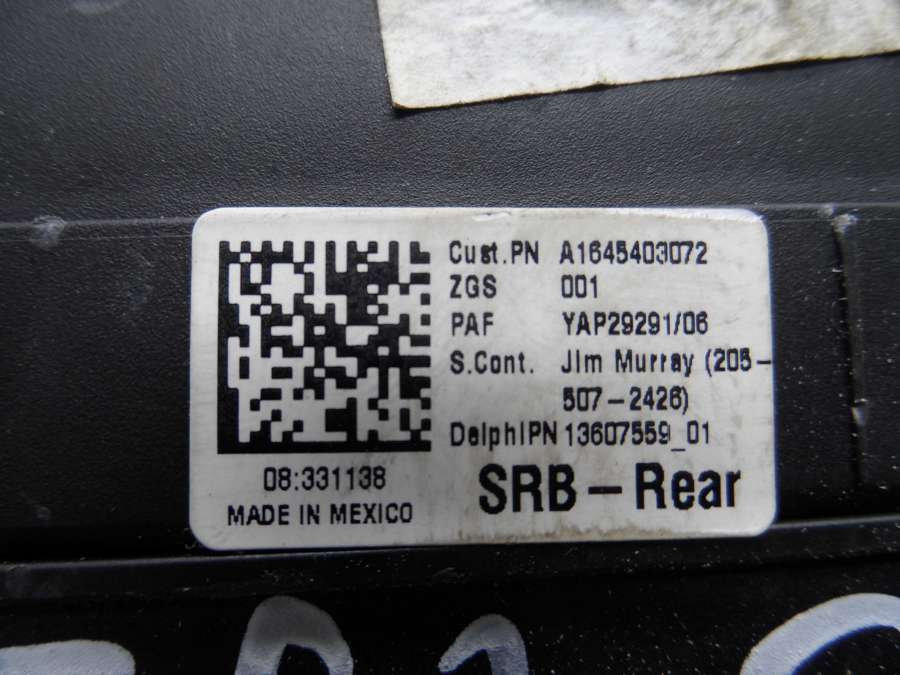 Cust.PN A1645403072
ZGS 001
PAF YAP29291/06
S.Cont. Jim Murray (205-
507-2426)
DelphiPN 13607559_01
08:331138
MADE IN MEXICO
SRB - Rear